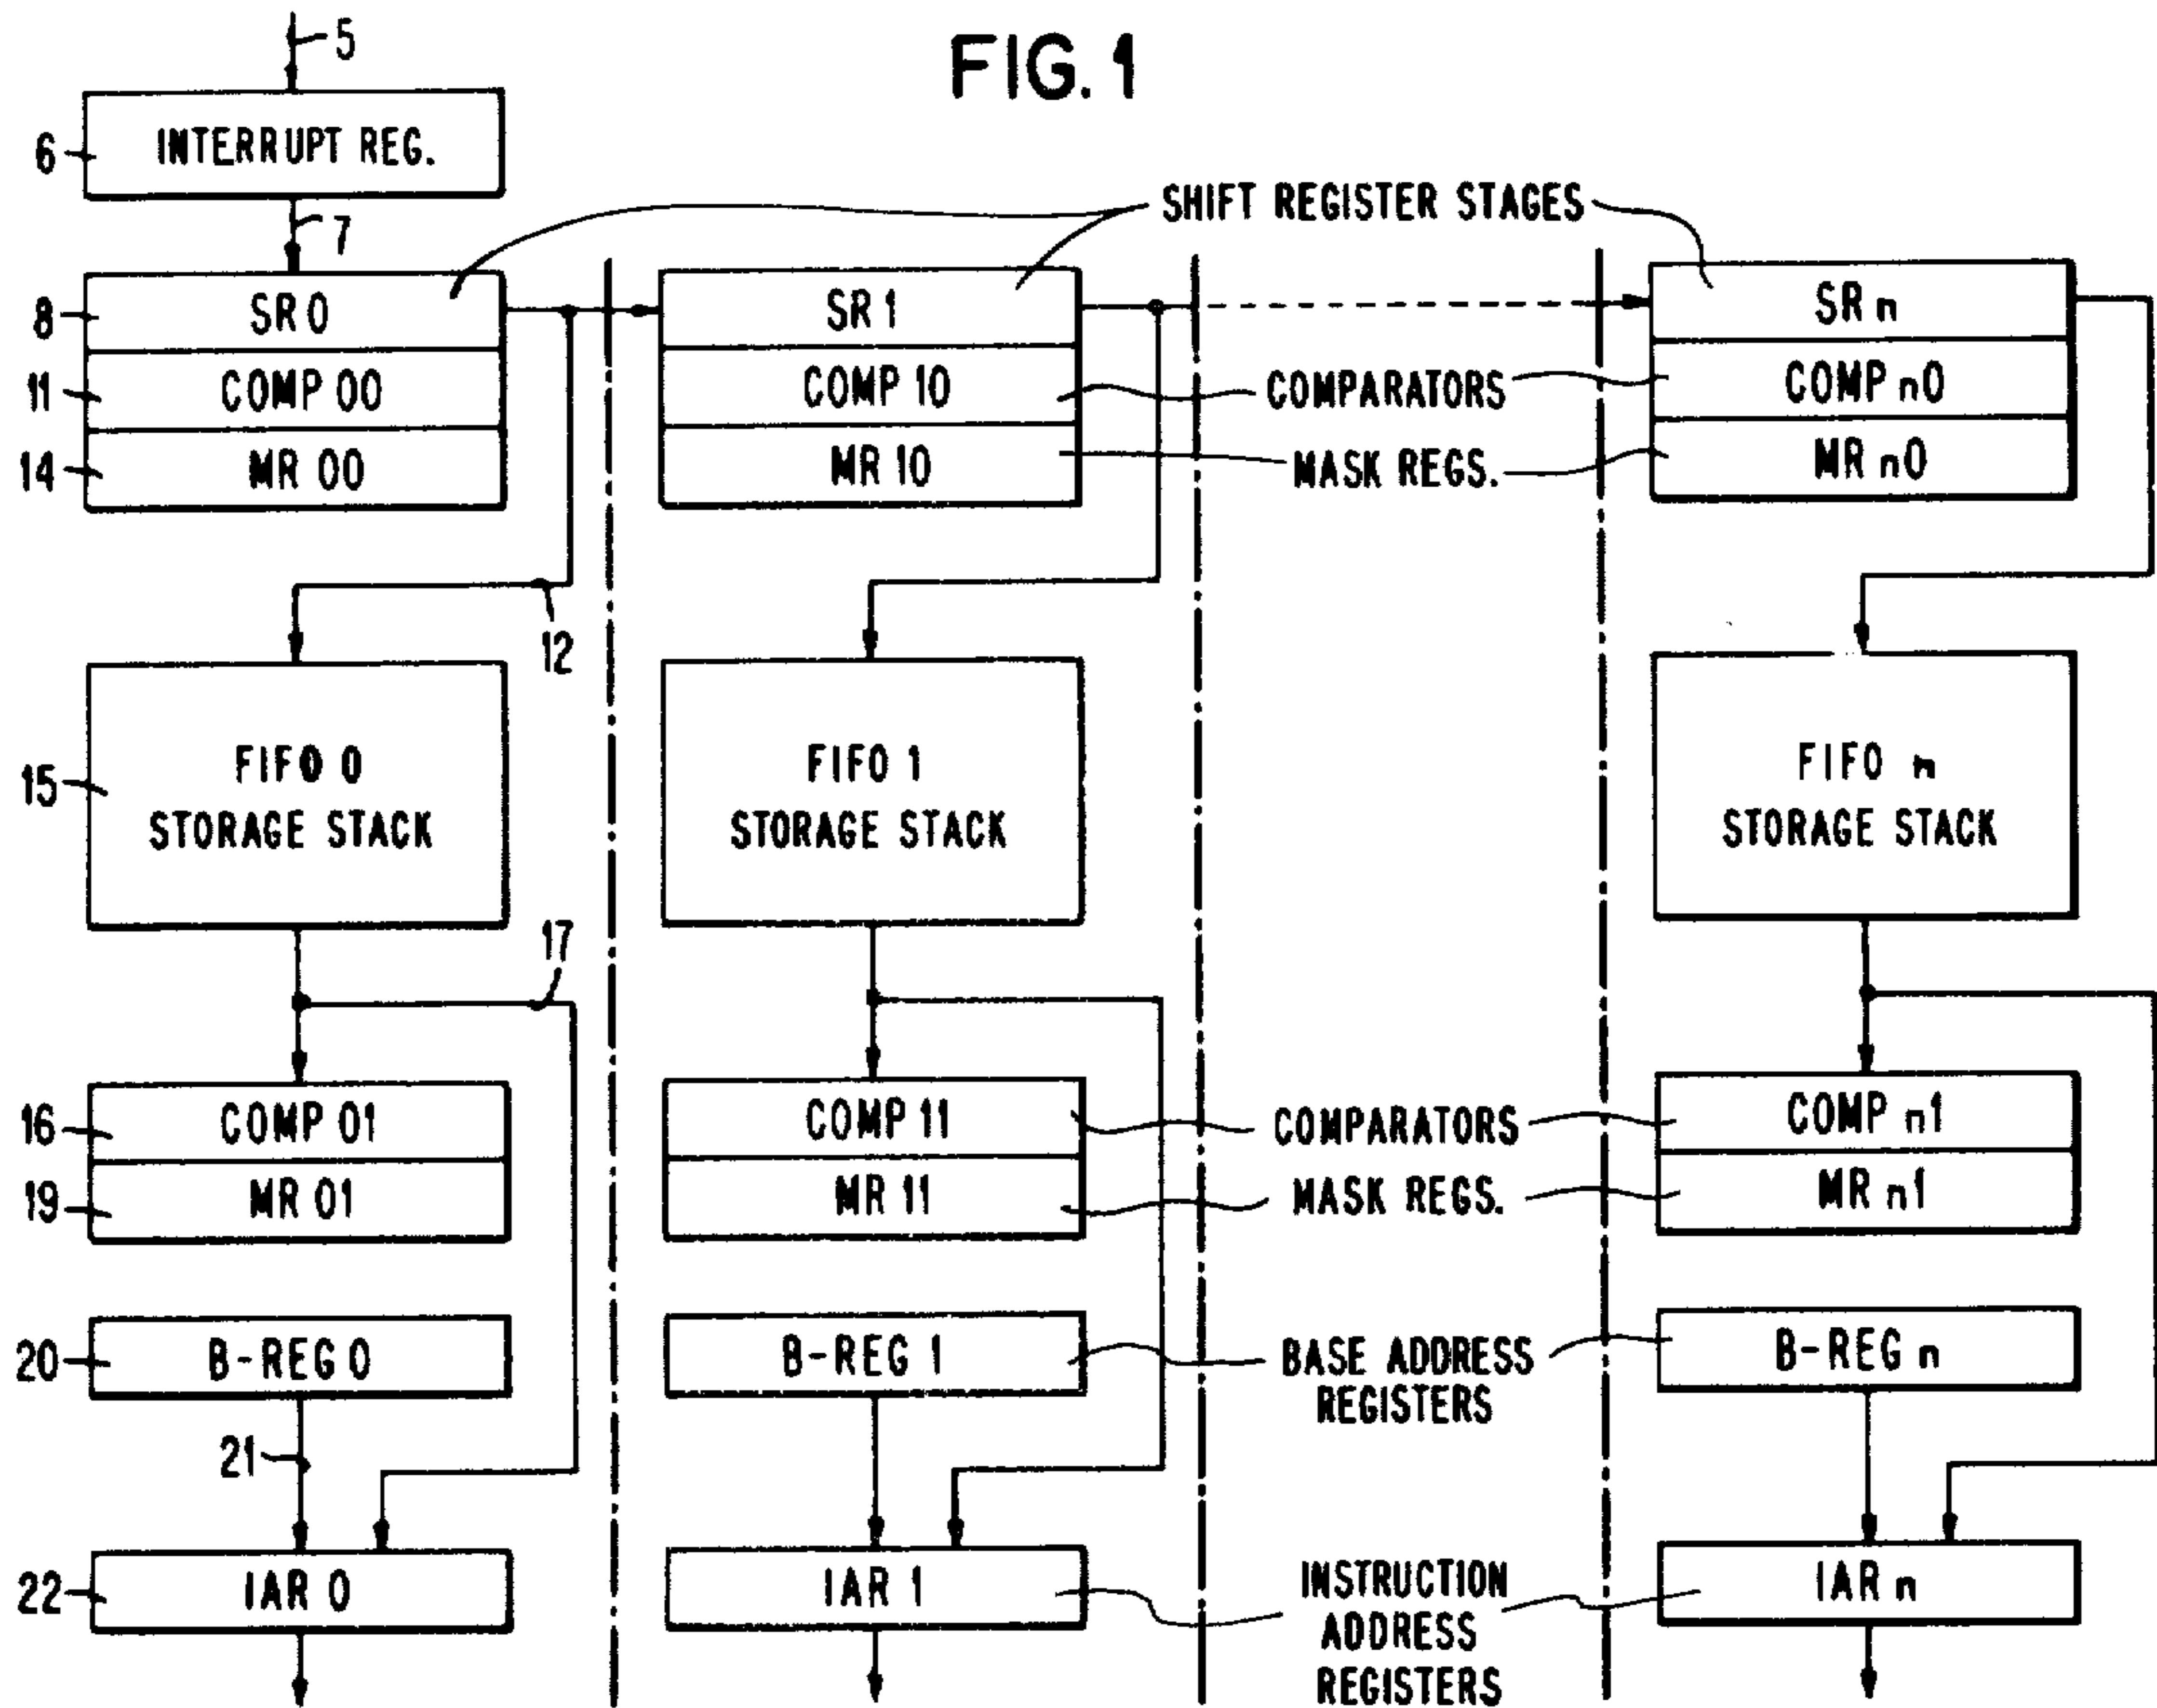 FIG. 1
5
6
INTERRUPT REG.
7
SHIFT REGISTER STAGES
8
SR 0
SR 1
SR n
11
COMP 00
COMP 10
COMPARATORS
COMP n0
14
MR 00
MR 10
MASK REGS.
MR n0
12
15
FIFO 0
STORAGE STACK
FIFO 1
STORAGE STACK
FIFO n
STORAGE STACK
17
16
COMP 01
COMP 11
COMPARATORS
COMP n1
19
MR 01
MR 11
MASK REGS.
MR n1
20
B-REG 0
B-REG 1
BASE ADDRESS
REGISTERS
B-REG n
21
22
IAR 0
IAR 1
INSTRUCTION
ADDRESS
REGISTERS
IAR n